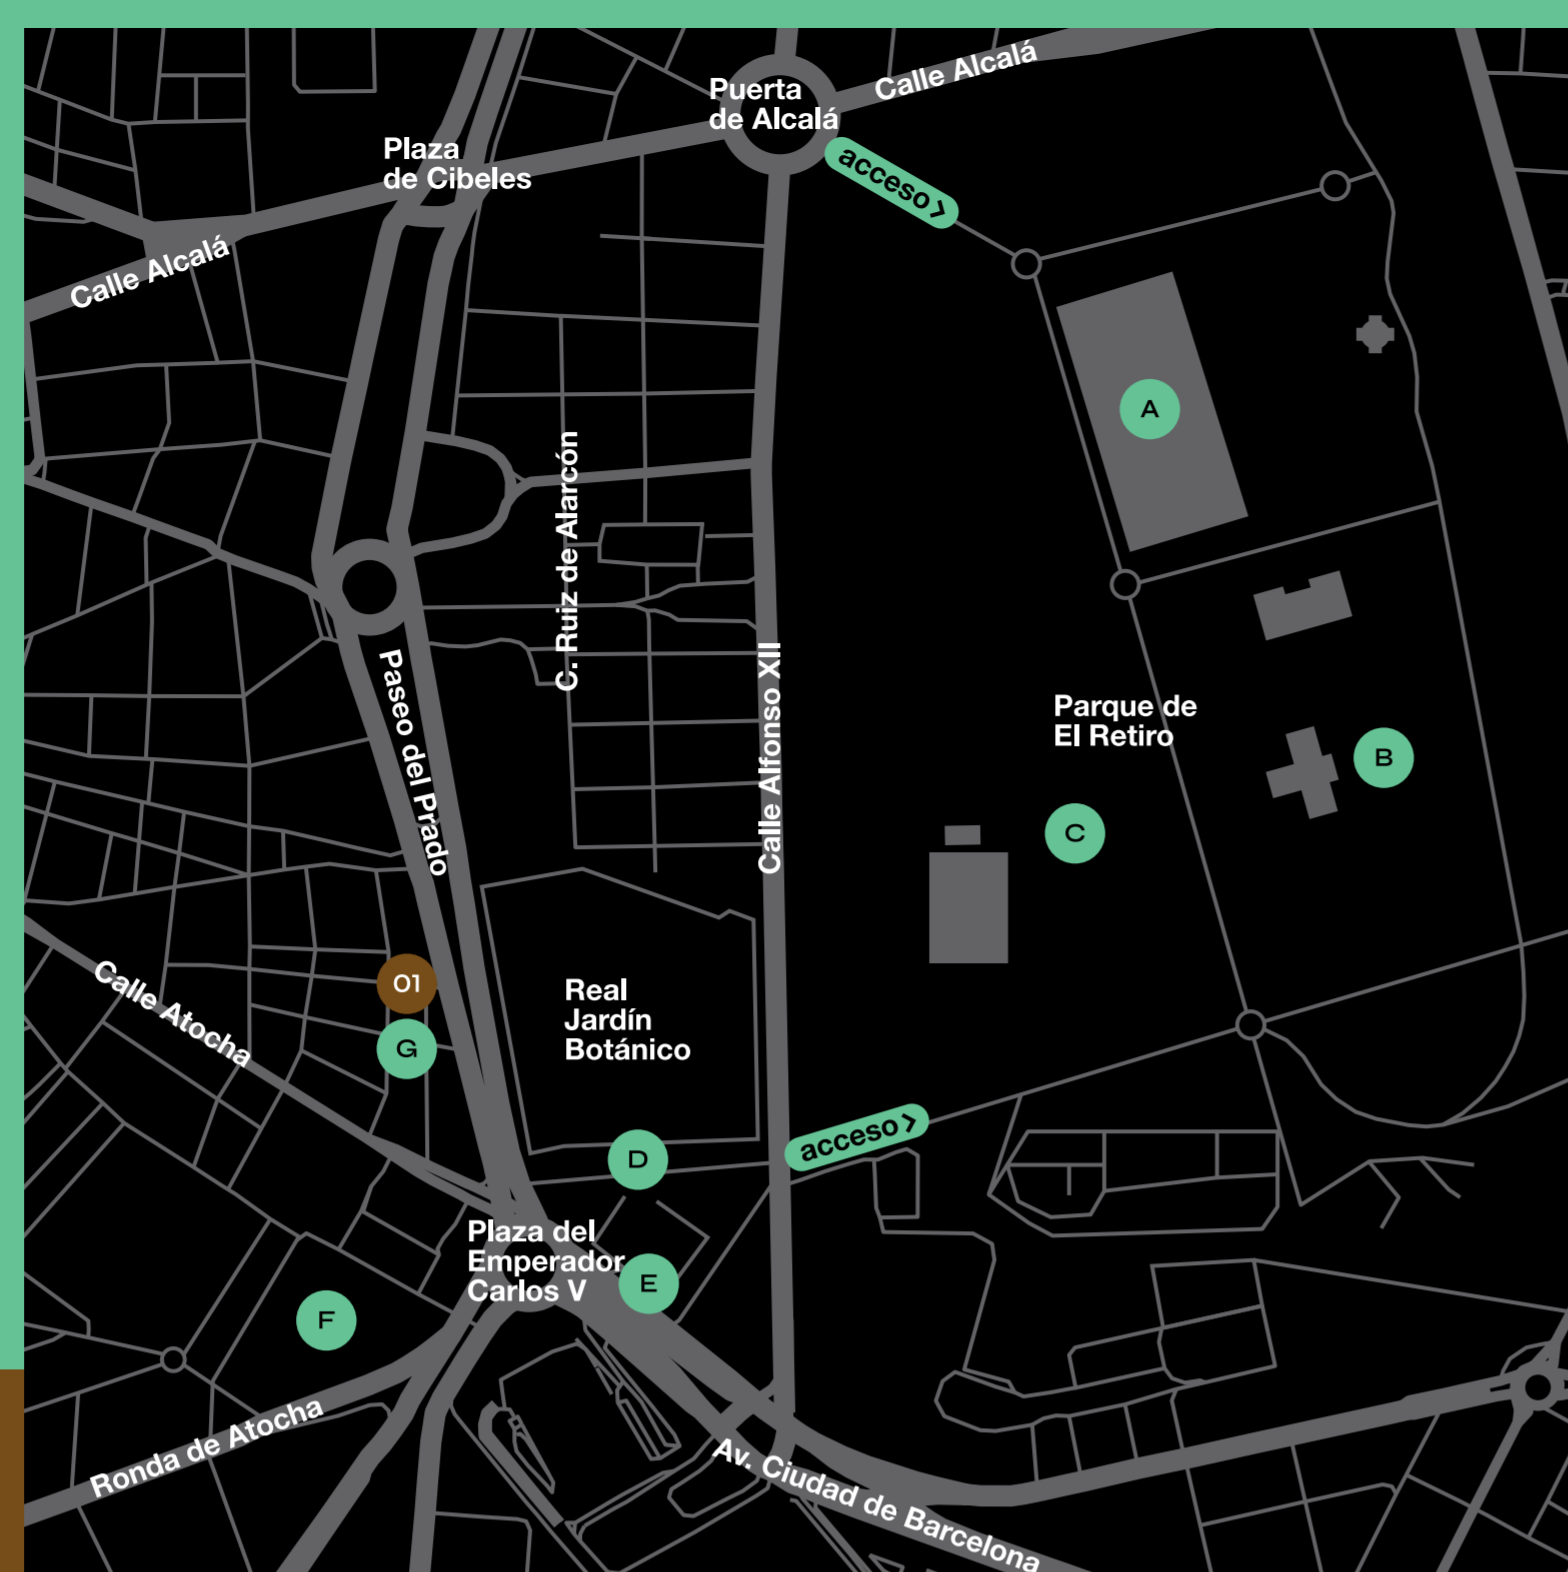 Calle Alcalá
Puerta
de Alcalá
Plaza
de Cibeles
acceso>
Calle Alcalá
A
C. Ruiz de Alarcón
Paseo del Prado
Calle Alfonso XII
Parque de
El Retiro
B
C
Calle Atocha
01
G
Real
Jardín
Botánico
acceso>
D
Plaza del
Emperador
Carlos V
E
F
Ronda de Atocha
Av. Ciudad de Barcelona